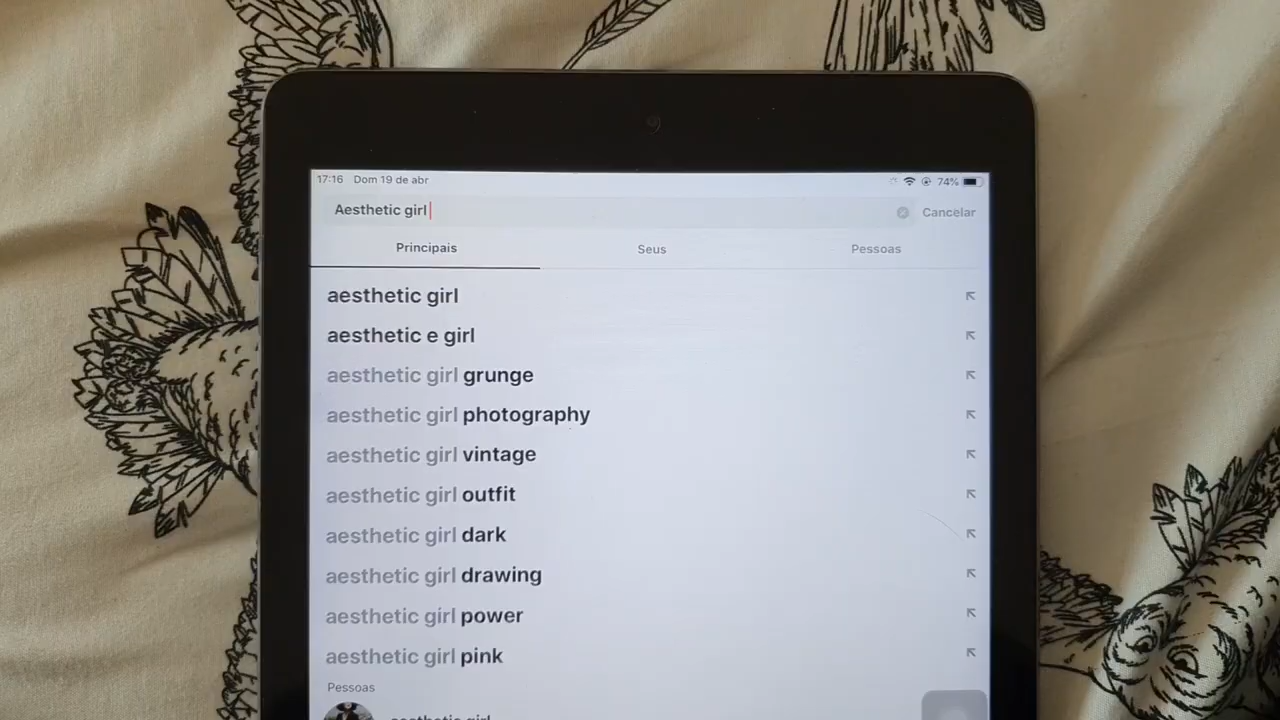 17:16 Dom 19 de abr 74%
Aesthetic girl Cancelar
Principais Seus Pessoas
aesthetic girl
aesthetic e girl
aesthetic girl grunge
aesthetic girl photography
aesthetic girl vintage
aesthetic girl outfit
aesthetic girl dark
aesthetic girl drawing
aesthetic girl power
aesthetic girl pink
Pessoas
aesthetic girl